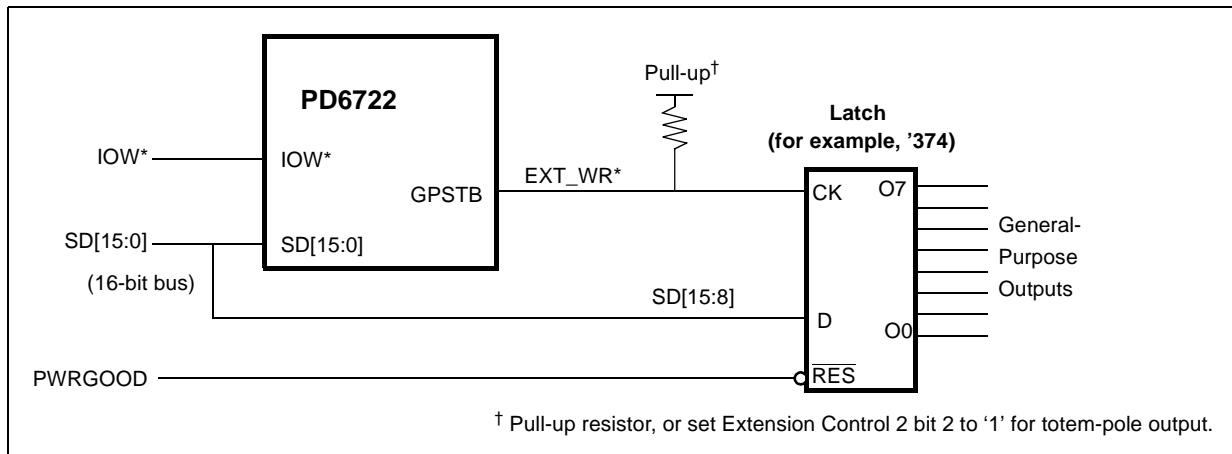 PD6722
Pull-up†
Latch
(for example, ’374)
IOW*
IOW*
EXT_WR*
GPSTB
CK
O7
SD[15:0]
SD[15:0]
(16-bit bus)
General-
Purpose
Outputs
SD[15:8]
D
O0
PWRGOOD
RES
† Pull-up resistor, or set Extension Control 2 bit 2 to ‘1’ for totem-pole output.